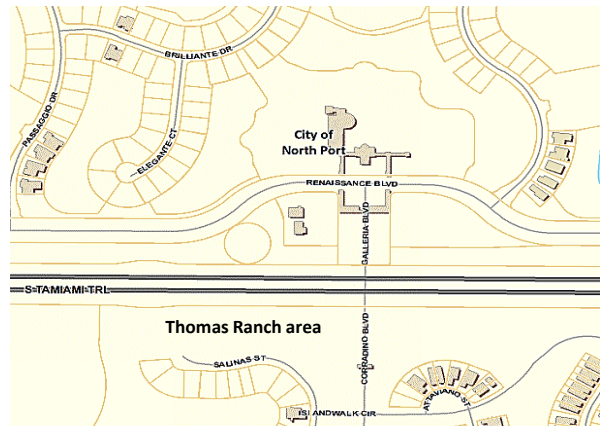 BRILLIANTE DR
PASSAGGIO DR
ELEGANTE CT
City of
North Port
RENAISSANCE BLVD
GALLERIA BLVD
S TAMIAMI TRL
Thomas Ranch area
SALINAS ST
CORRADINO BLVD
ATTAVIANO ST
ISLANDWALK CIR